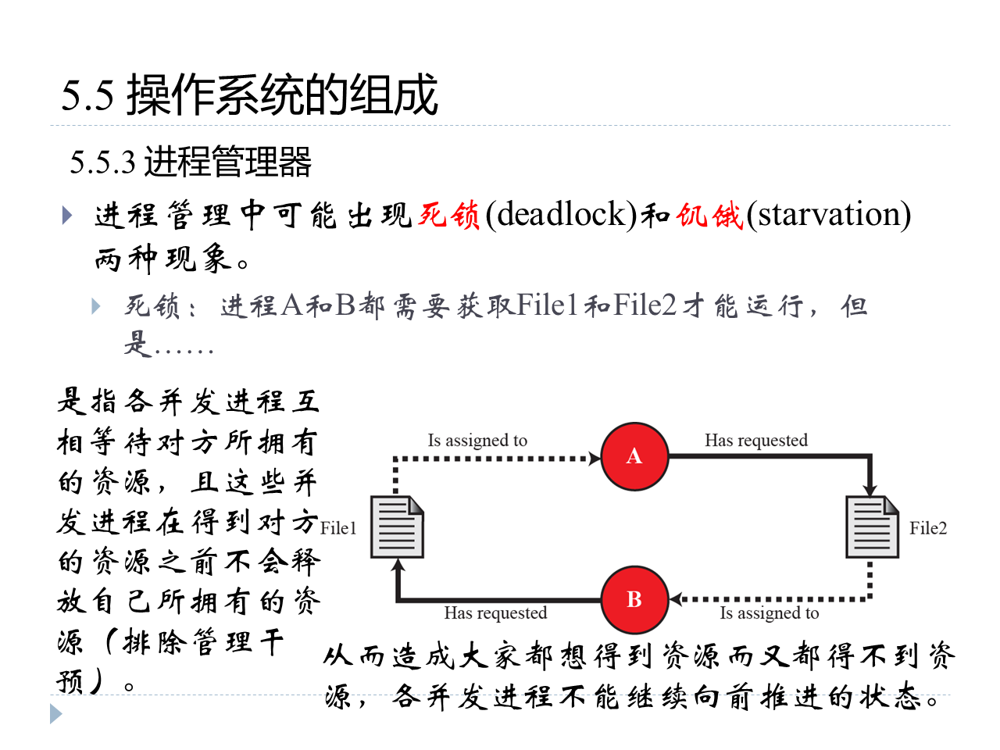 5.5 操作系统的组成
5.5.3 进程管理器
进程管理中可能出现死锁(deadlock)和饥饿(starvation)
两种现象。
死锁：进程A和B都需要获取File1和File2才能运行，但
是……
是指各并发进程互
相等待对方所拥有
的资源，且这些并
发进程在得到对方
的资源之前不会释
放自己所拥有的资
源（排除管理干
预）。
Is assigned to
A
Has requested
File1
File2
B
Has requested
Is assigned to
从而造成大家都想得到资源而又都得不到资
源，各并发进程不能继续向前推进的状态。